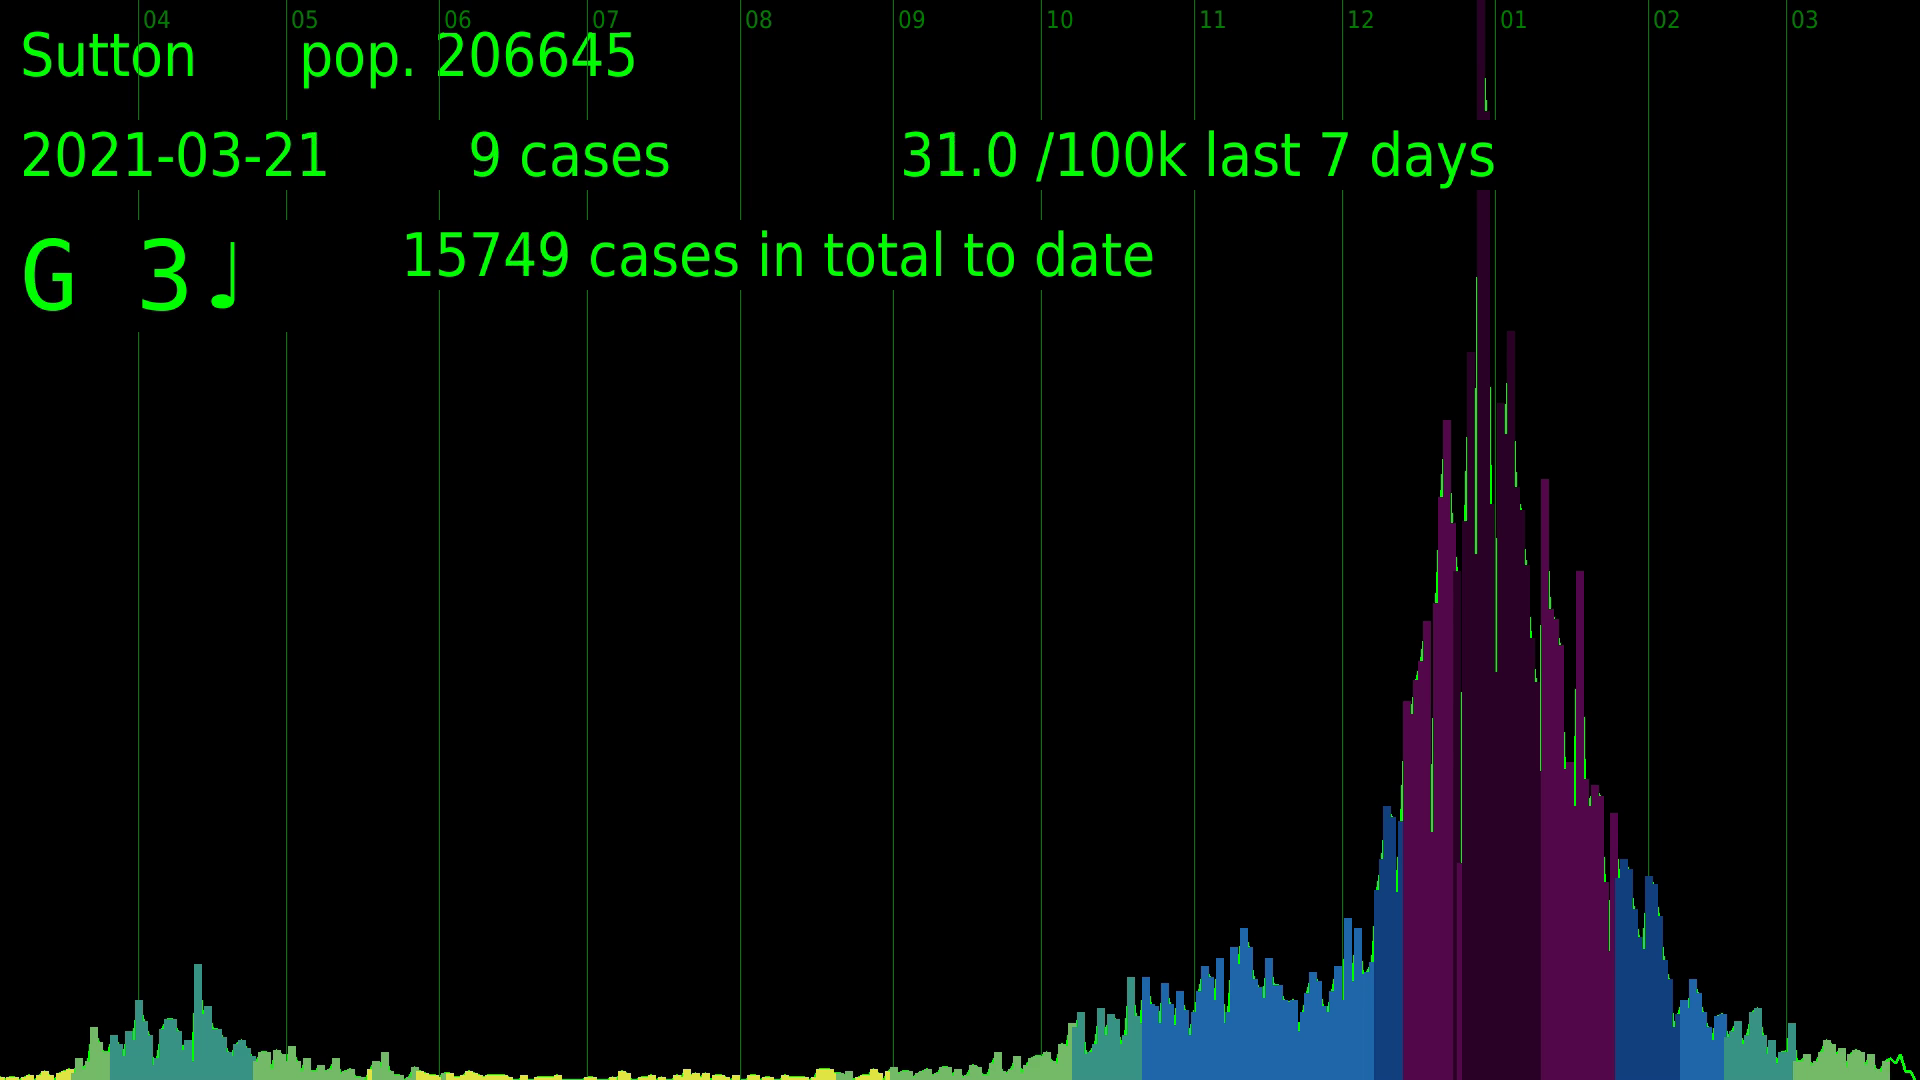 04 05 06 07 08 09 10 11 12 01 02 03
Sutton pop. 206645
2021-03-21 9 cases 31.0 /100k last 7 days
G 3♩ 15749 cases in total to date